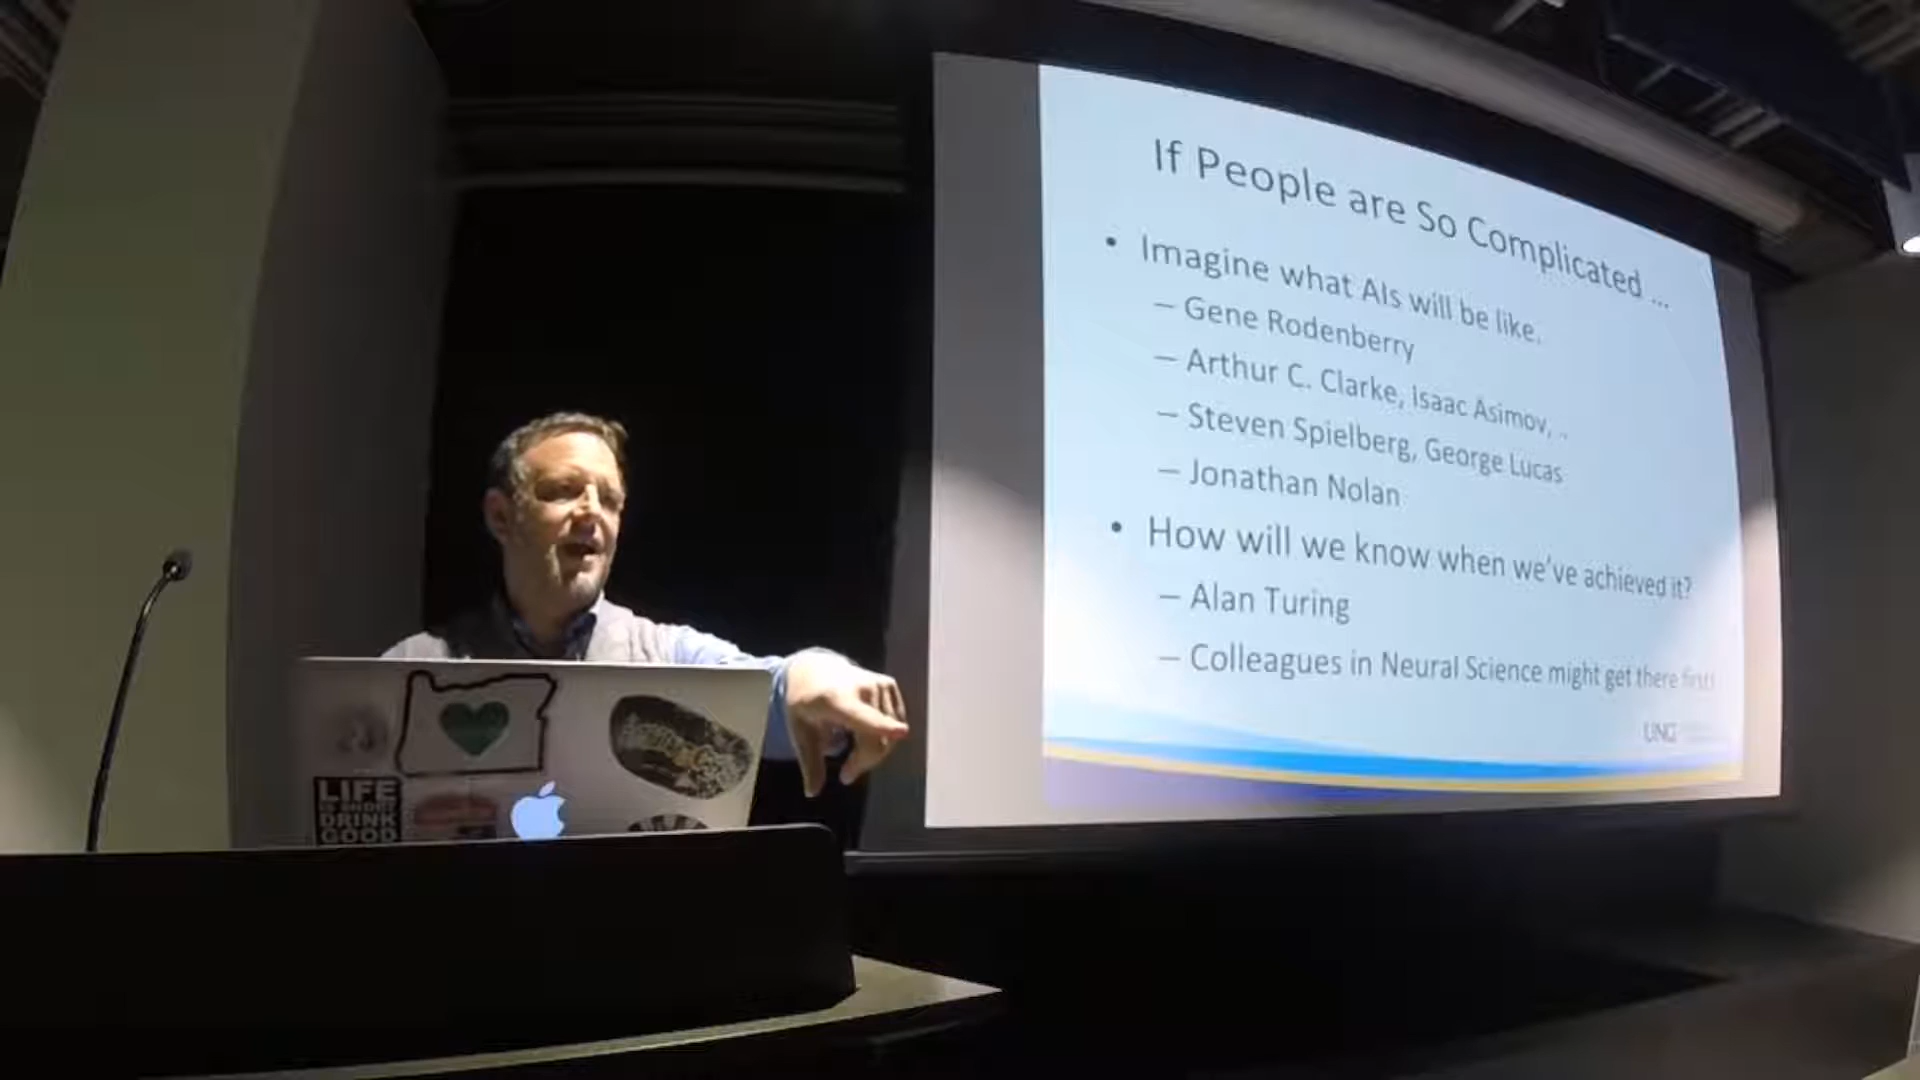 If People are So Complicated ...
• Imagine what AIs will be like.
– Gene Rodenberry
– Arthur C. Clarke, Isaac Asimov, ..
– Steven Spielberg, George Lucas
– Jonathan Nolan
• How will we know when we've achieved it?
– Alan Turing
– Colleagues in Neural Science might get there first!
LIFE
IS SHORT
DRINK
GOOD